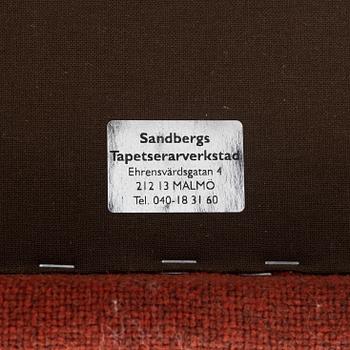 Sandbergs
Tapetserarverkstad
Ehrensvärdsgatan 4
212 13 MALMÖ
Tel. 040-18 31 60